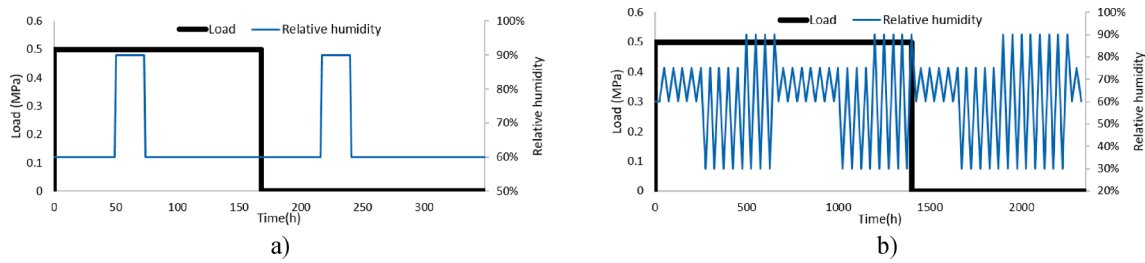 Load Relative humidity
0.6
0.5
0.4
0.3
0.2
0.1
0
Load (MPa)
100%
90%
80%
70%
60%
50%
Relative humidity
0 50 100 150 200 250 300
Time(h)
a)
Load Relative humidity
0.6
0.5
0.4
0.3
0.2
0.1
0
Load (MPa)
100%
90%
80%
70%
60%
50%
40%
30%
20%
Relative humidity
0 500 1000 1500 2000
Time(h)
b)